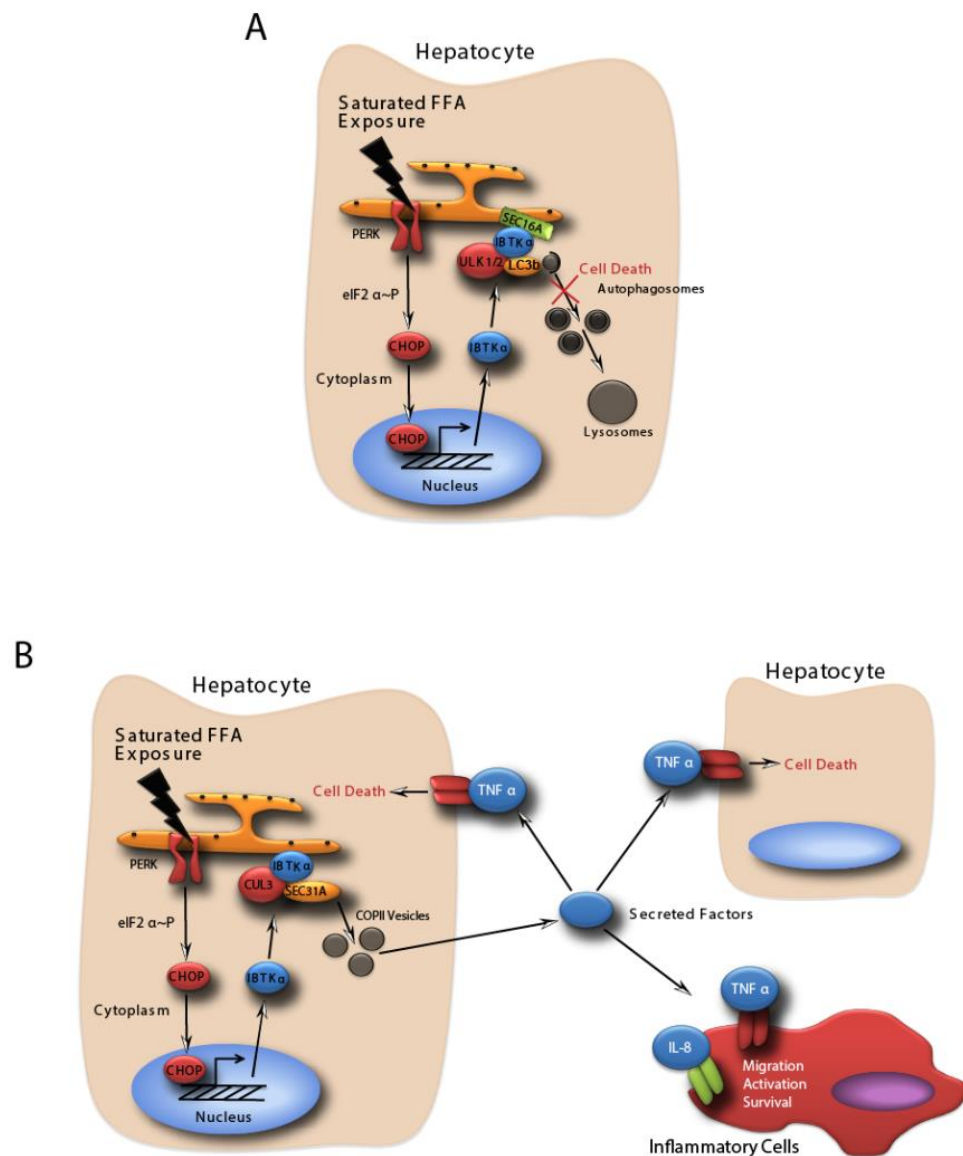 A
Hepatocyte
Saturated FFA
Exposure
PERK
SEC16A
IBTKα
ULK1/2
LC3b
Cell Death
Autophagosomes
eIF2 α~P
CHOP
IBTKα
Cytoplasm
CHOP
Lysosomes
Nucleus
B
Hepatocyte
Hepatocyte
Saturated FFA
Exposure
TNF α
Cell Death
Cell Death
TNF α
PERK
IBTKα
CUL3
SEC31A
COPII Vesicles
eIF2 α~P
Secreted Factors
CHOP
IBTKα
Cytoplasm
TNF α
CHOP
IL-8
Migration
Activation
Survival
Nucleus
Inflammatory Cells